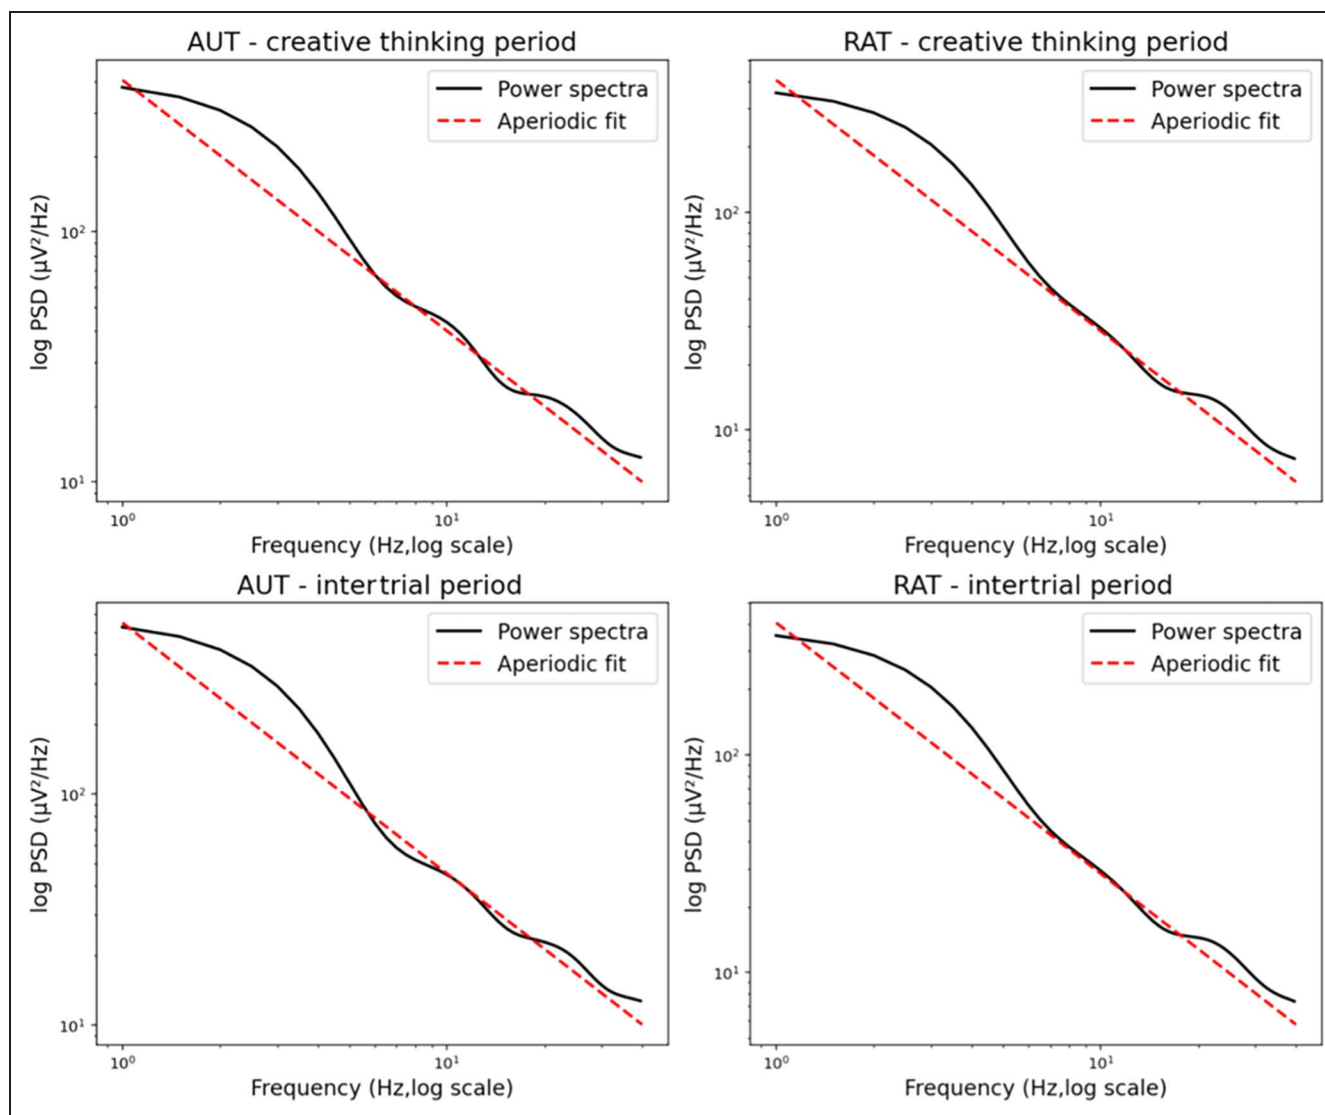 AUT - creative thinking period
Power spectra
Aperiodic fit
log PSD (μV²/Hz)
10²
10¹
10⁰
10¹
Frequency (Hz,log scale)
RAT - creative thinking period
Power spectra
Aperiodic fit
log PSD (μV²/Hz)
10²
10¹
10⁰
10¹
Frequency (Hz,log scale)
AUT - intertrial period
Power spectra
Aperiodic fit
log PSD (μV²/Hz)
10²
10¹
10⁰
10¹
Frequency (Hz,log scale)
RAT - intertrial period
Power spectra
Aperiodic fit
log PSD (μV²/Hz)
10²
10¹
10⁰
10¹
Frequency (Hz,log scale)